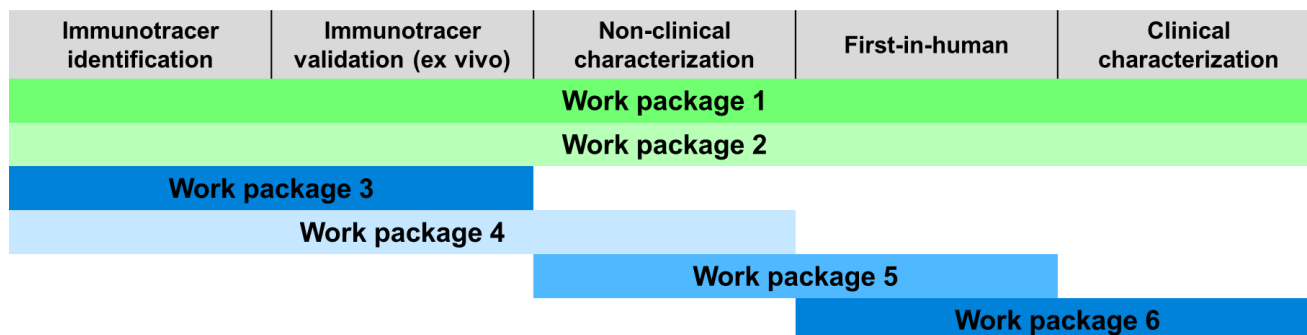 Immunotracer
identification
Immunotracer
validation (ex vivo)
Non-clinical
characterization
First-in-human
Clinical
characterization
Work package 1
Work package 2
Work package 3
Work package 4
Work package 5
Work package 6